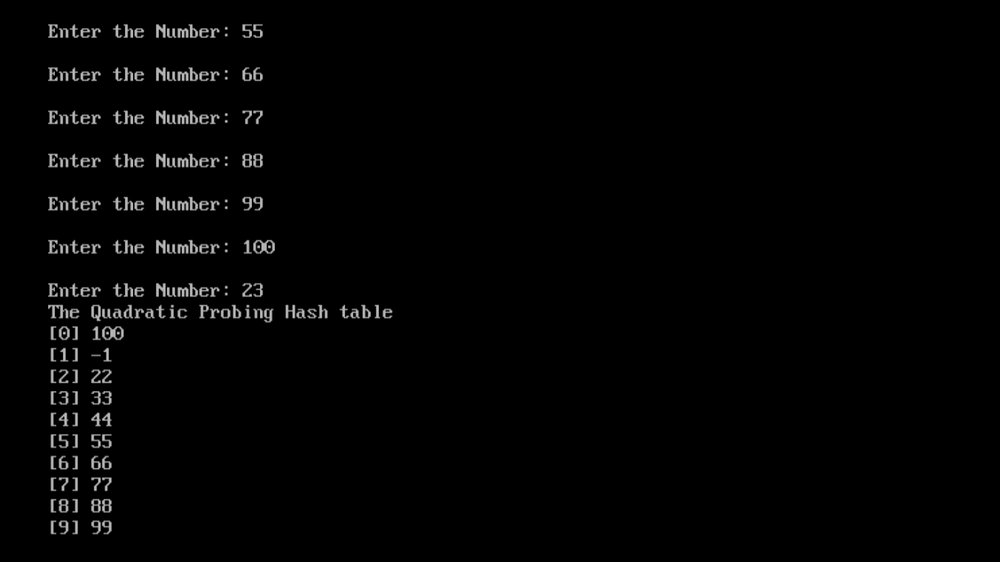 Enter the Number: 55
Enter the Number: 66
Enter the Number: 77
Enter the Number: 88
Enter the Number: 99
Enter the Number: 100
Enter the Number: 23
The Quadratic Probing Hash table
[0] 100
[1] -1
[2] 22
[3] 33
[4] 44
[5] 55
[6] 66
[7] 77
[8] 88
[9] 99